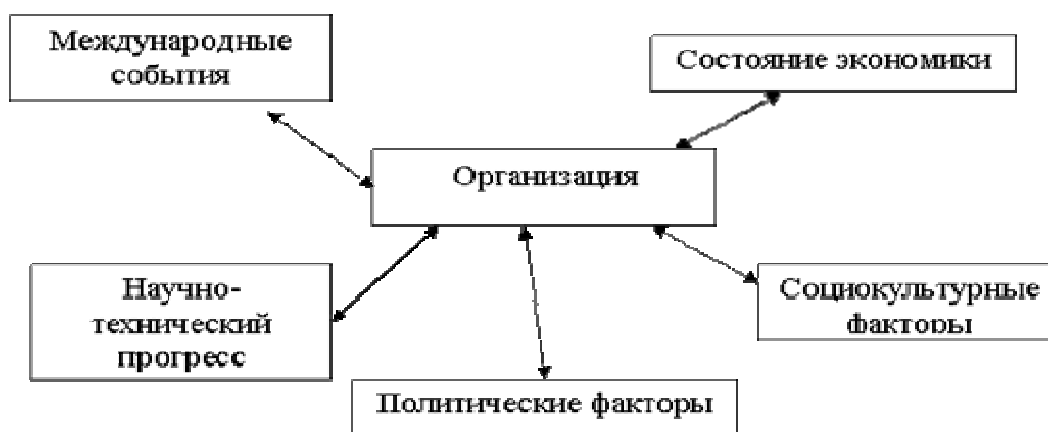 Международные
события
Состояние экономики
Организация
Научно-
технический
прогресс
Социокультурные
факторы
Политические факторы